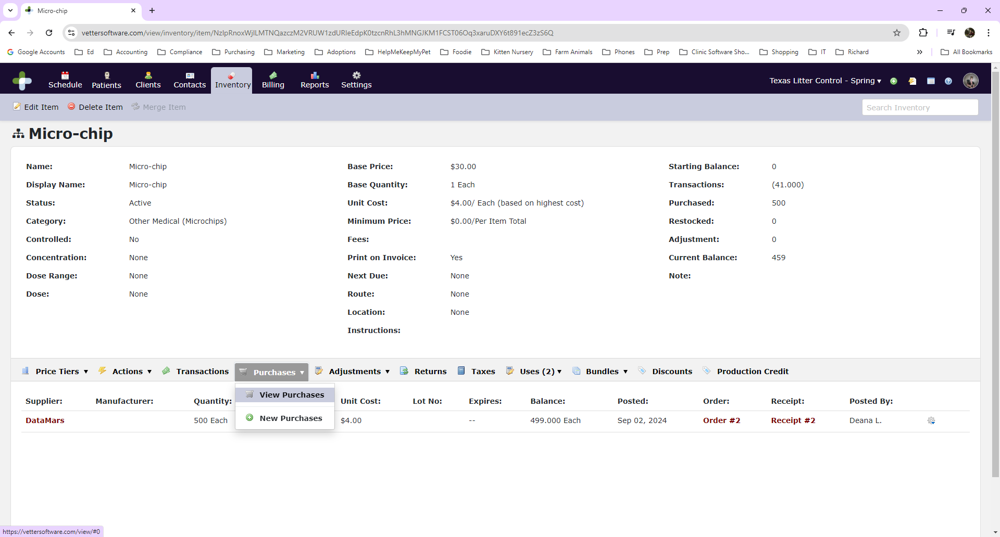 Micro-chip
vettersoftware.com/view/inventory/item/NzlpRnoxWjlLMTNQazczM2VRUW1zdURIeEdpK0tzcnRhL3hMNGJKM1FCST06Oq3xaruDXY6t891ecZ3zS6Q
Google Accounts Ed Accounting Compliance Purchasing Marketing Adoptions HelpMeKeepMyPet Foodie Kitten Nursery Farm Animals Phones Prep Clinic Software Sho... Shopping IT Richard » All Bookmarks
Schedule Patients Clients Contacts Inventory Billing Reports Settings Texas Litter Control - Spring ▾
Edit Item Delete Item Merge Item Search Inventory
Micro-chip
Name: Micro-chip Base Price: $30.00 Starting Balance: 0
Display Name: Micro-chip Base Quantity: 1 Each Transactions: (41.000)
Status: Active Unit Cost: $4.00/ Each (based on highest cost) Purchased: 500
Category: Other Medical (Microchips) Minimum Price: $0.00/Per Item Total Restocked: 0
Controlled: No Fees: Adjustment: 0
Concentration: None Print on Invoice: Yes Current Balance: 459
Dose Range: None Next Due: None Note:
Dose: None Route: None
Location: None
Instructions:
Price Tiers ▾ Actions ▾ Transactions Purchases ▾ Adjustments ▾ Returns Taxes Uses (2) ▾ Bundles ▾ Discounts Production Credit
View Purchases
New Purchases
Supplier: Manufacturer: Quantity: Unit Cost: Lot No: Expires: Balance: Posted: Order: Receipt: Posted By:
DataMars 500 Each $4.00 -- 499.000 Each Sep 02, 2024 Order #2 Receipt #2 Deana L.
https://vettersoftware.com/view/#0